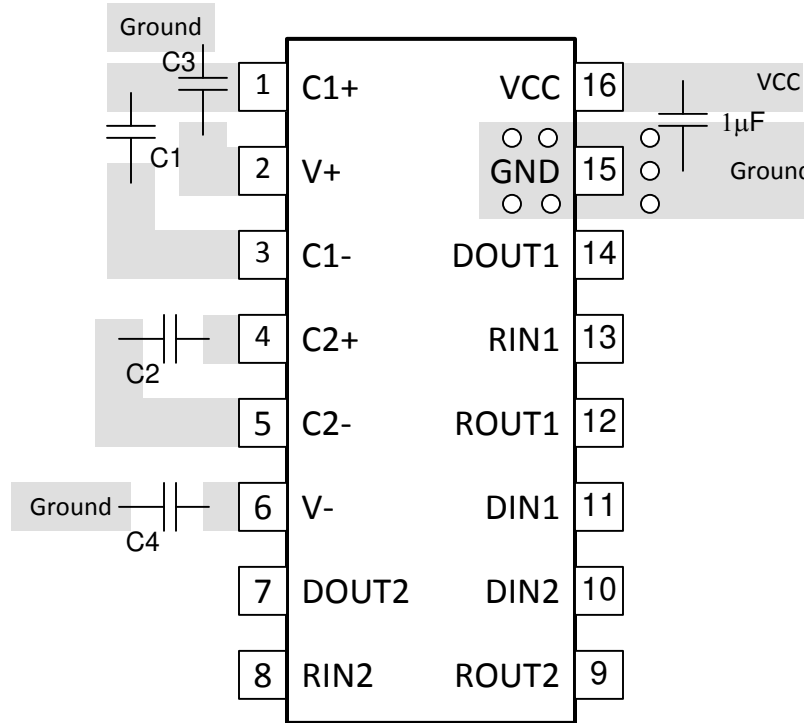 Ground
C3
1 C1+ VCC 16 VCC
C1 1μF
2 V+ GND 15 Ground
3 C1- DOUT1 14
4 C2+ RIN1 13
C2
5 C2- ROUT1 12
Ground 6 V- DIN1 11
C4
7 DOUT2 DIN2 10
8 RIN2 ROUT2 9